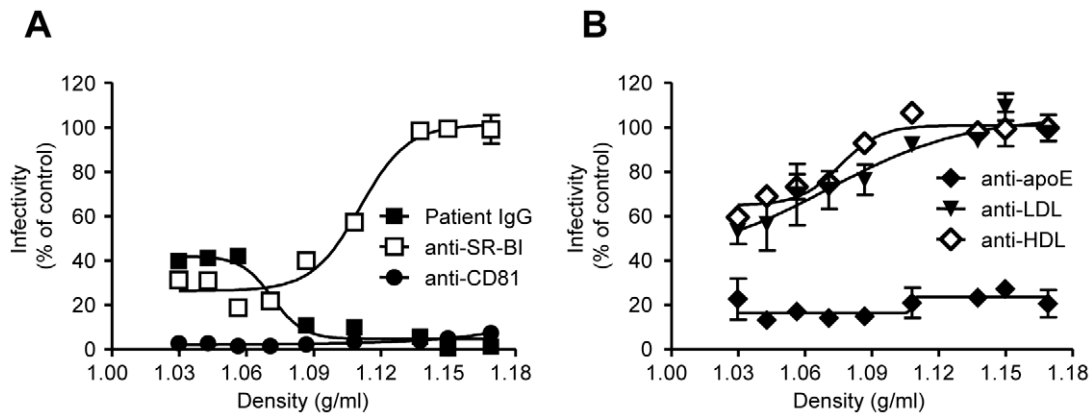 A
Infectivity
(% of control)
120
100
80
60
40
20
0
1.00 1.03 1.06 1.09 1.12 1.15 1.18
Density (g/ml)
Patient IgG
anti-SR-BI
anti-CD81
B
Infectivity
(% of control)
120
100
80
60
40
20
0
1.00 1.03 1.06 1.09 1.12 1.15 1.18
Density (g/ml)
anti-apoE
anti-LDL
anti-HDL